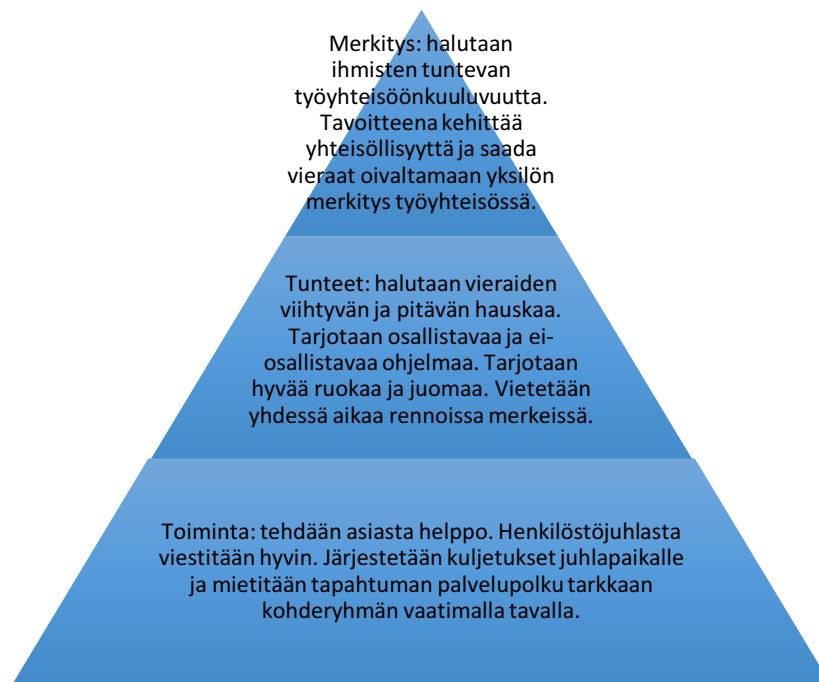 Merkitys: halutaan
ihmisten tuntevan
työyhteisöönkuuluvuutta.
Tavoitteena kehittää
yhteisöllisyyttä ja saada
vieraat oivaltamaan yksilön
merkitys työyhteisössä.
Tunteet: halutaan vieraiden
viihtyvän ja pitävän hauskaa.
Tarjotaan osallistavaa ja ei-
osallistavaa ohjelmaa. Tarjotaan
hyvää ruokaa ja juomaa. Vietetään
yhdessä aikaa rennoissa merkeissä.
Toiminta: tehdään asiasta helppo. Henkilöstöjuhlasta
viestitään hyvin. Järjestetään kuljetukset juhlapaikalle
ja mietitään tapahtuman palvelupolku tarkkaan
kohderyhmän vaatimalla tavalla.